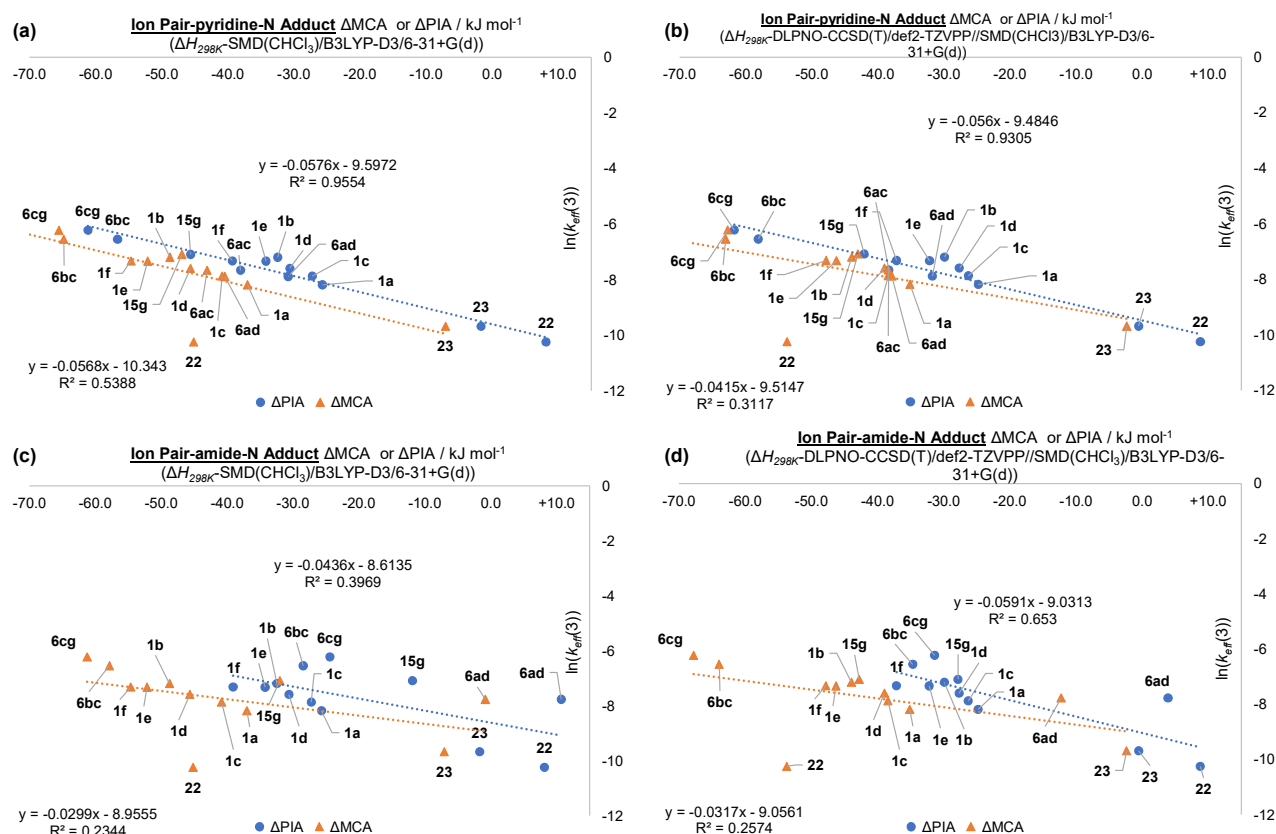 (a)
Ion Pair-pyridine-N Adduct ΔMCA or ΔPIA / kJ mol⁻¹
(ΔH298K-SMD(CHCl₃)/B3LYP-D3/6-31+G(d))
-70.0 -60.0 -50.0 -40.0 -30.0 -20.0 -10.0 0.0 +10.0
0
-2
-4
-6
-8
-10
-12
ln(keff(3))
y = -0.0576x - 9.5972
R² = 0.9554
6cg 6cg 6bc 1b 15g 1f 6ac 1e 1b 1d 6ad 1c 1a
6bc 1f 1e 15g 1d 6ac 1c 6ad 1a
23 22
23
22
y = -0.0568x - 10.343
R² = 0.5388
ΔPIA ΔMCA
(b)
Ion Pair-pyridine-N Adduct ΔMCA or ΔPIA / kJ mol⁻¹
(ΔH298K-DLPNO-CCSD(T)/def2-TZVPP//SMD(CHCl3)/B3LYP-D3/6-
31+G(d))
-70.0 -60.0 -50.0 -40.0 -30.0 -20.0 -10.0 0.0 +10.0
0
-2
-4
-6
-8
-10
-12
ln(keff(3))
y = -0.056x - 9.4846
R² = 0.9305
6cg 6bc 15g 1f 6ac 1e 6ad 1b 1d 1c 1a
6cg 6bc 1f 1e 1b 15g 1d 1c 6ac 6ad 1a
23 22
23
22
y = -0.0415x - 9.5147
R² = 0.3117
ΔPIA ΔMCA
(c)
Ion Pair-amide-N Adduct ΔMCA or ΔPIA / kJ mol⁻¹
(ΔH298K-SMD(CHCl₃)/B3LYP-D3/6-31+G(d))
-70.0 -60.0 -50.0 -40.0 -30.0 -20.0 -10.0 0.0 +10.0
0
-2
-4
-6
-8
-10
-12
ln(keff(3))
y = -0.0436x - 8.6135
R² = 0.3969
6cg 1b 1f 1e 1b 6bc 6cg 1c 15g 6ad 6ad
6bc 1f 1e 1d 1c 1a 15g 1d 1a
23 22
23
22
y = -0.0299x - 8.9555
R² = 0.2344
ΔPIA ΔMCA
(d)
Ion Pair-amide-N Adduct ΔMCA or ΔPIA / kJ mol⁻¹
(ΔH298K-DLPNO-CCSD(T)/def2-TZVPP//SMD(CHCl₃)/B3LYP-D3/6-
31+G(d))
-70.0 -60.0 -50.0 -40.0 -30.0 -20.0 -10.0 0.0 +10.0
0
-2
-4
-6
-8
-10
-12
ln(keff(3))
y = -0.0591x - 9.0313
R² = 0.653
6cg 1b 15g 6bc 1f 6cg 15g 1d 1c 1a 6ad
6bc 1f 1e 1d 1c 1a 1e 1b 6ad
22
23 23 22
y = -0.0317x - 9.0561
R² = 0.2574
ΔPIA ΔMCA